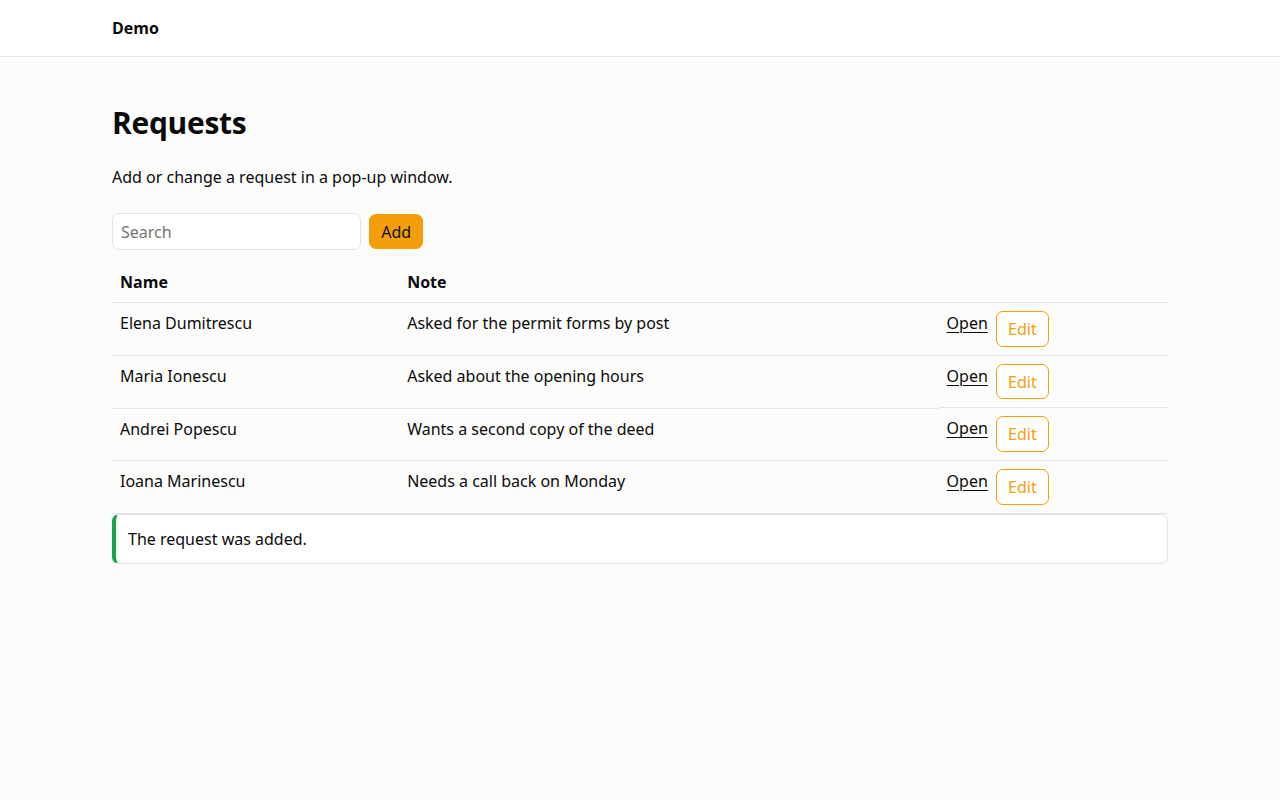 Demo
Requests
Add or change a request in a pop-up window.
Search Add
Name Note
Elena Dumitrescu Asked for the permit forms by post Open Edit
Maria Ionescu Asked about the opening hours Open Edit
Andrei Popescu Wants a second copy of the deed Open Edit
Ioana Marinescu Needs a call back on Monday Open Edit
The request was added.